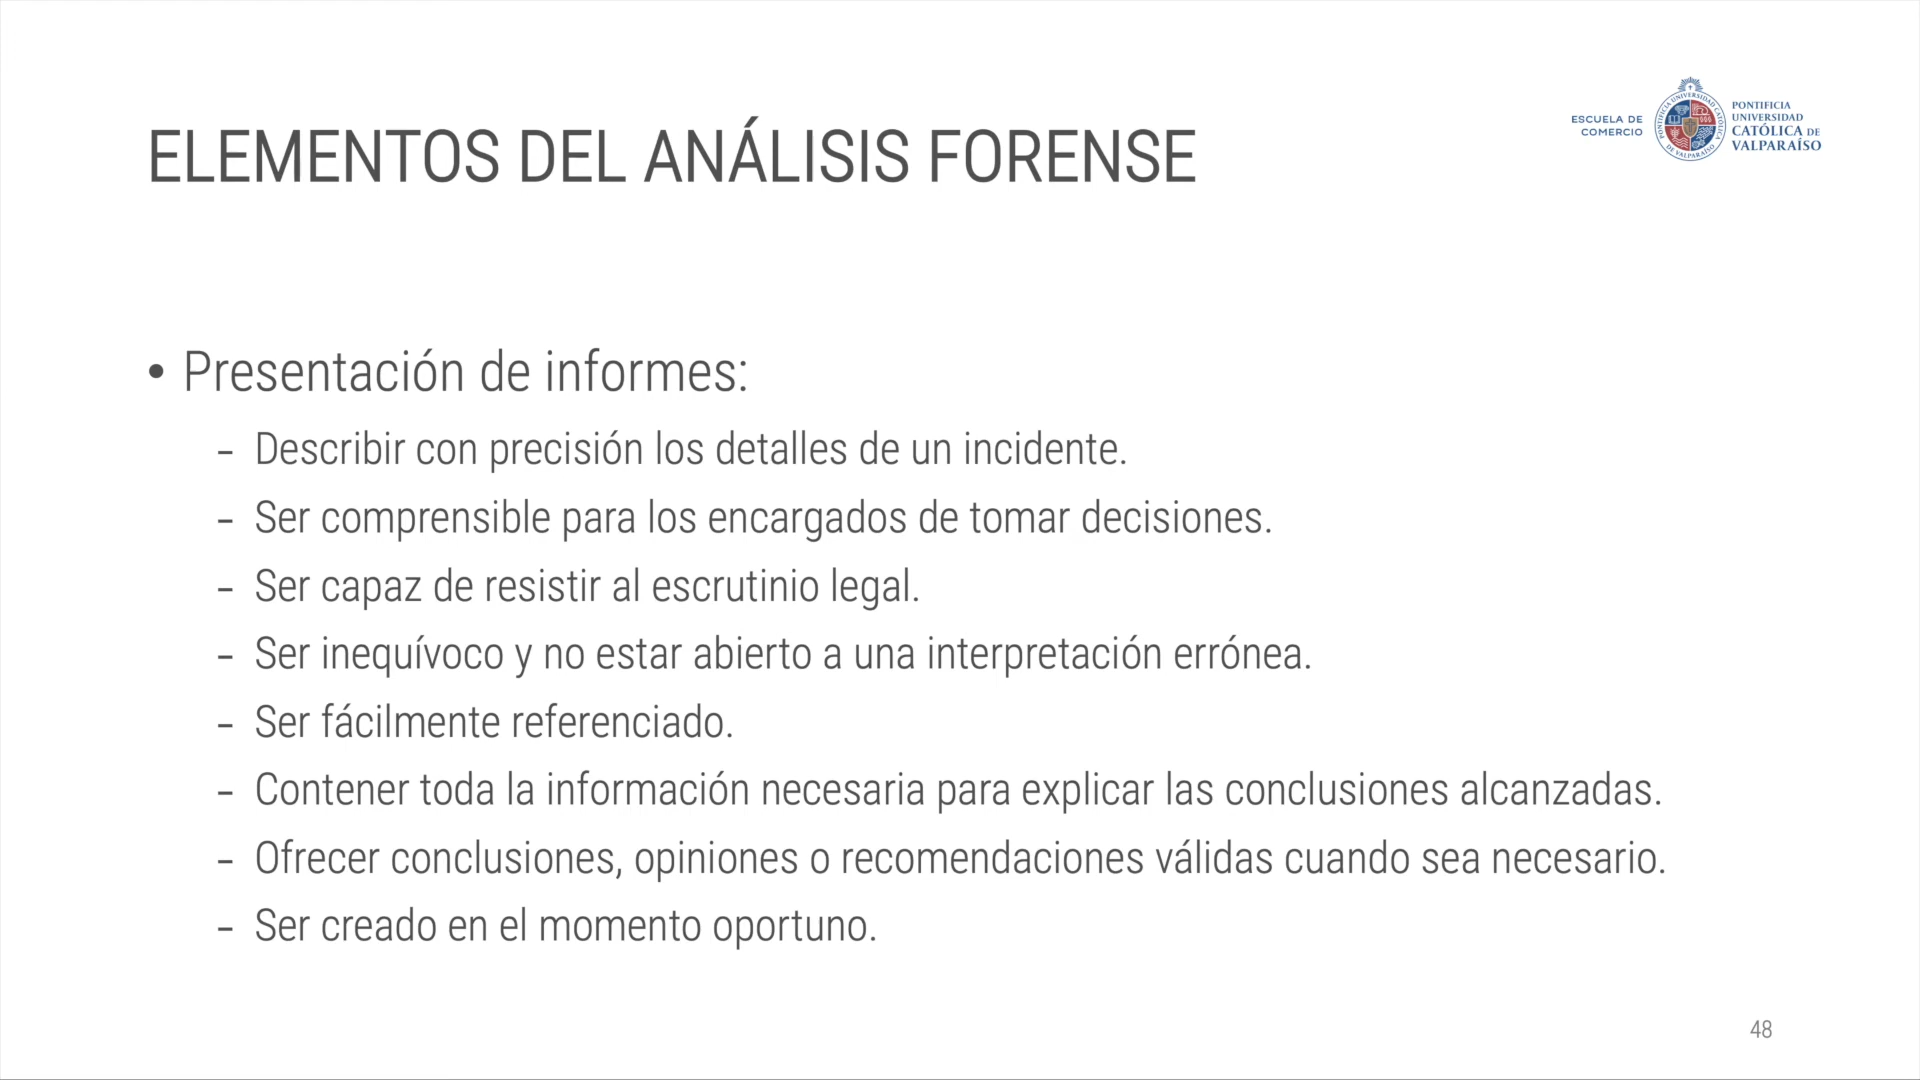 ESCUELA DE
COMERCIO
PONTIFICIA
UNIVERSIDAD
CATÓLICA DE
VALPARAÍSO
ELEMENTOS DEL ANÁLISIS FORENSE
• Presentación de informes:
– Describir con precisión los detalles de un incidente.
– Ser comprensible para los encargados de tomar decisiones.
– Ser capaz de resistir al escrutinio legal.
– Ser inequívoco y no estar abierto a una interpretación errónea.
– Ser fácilmente referenciado.
– Contener toda la información necesaria para explicar las conclusiones alcanzadas.
– Ofrecer conclusiones, opiniones o recomendaciones válidas cuando sea necesario.
– Ser creado en el momento oportuno.
48